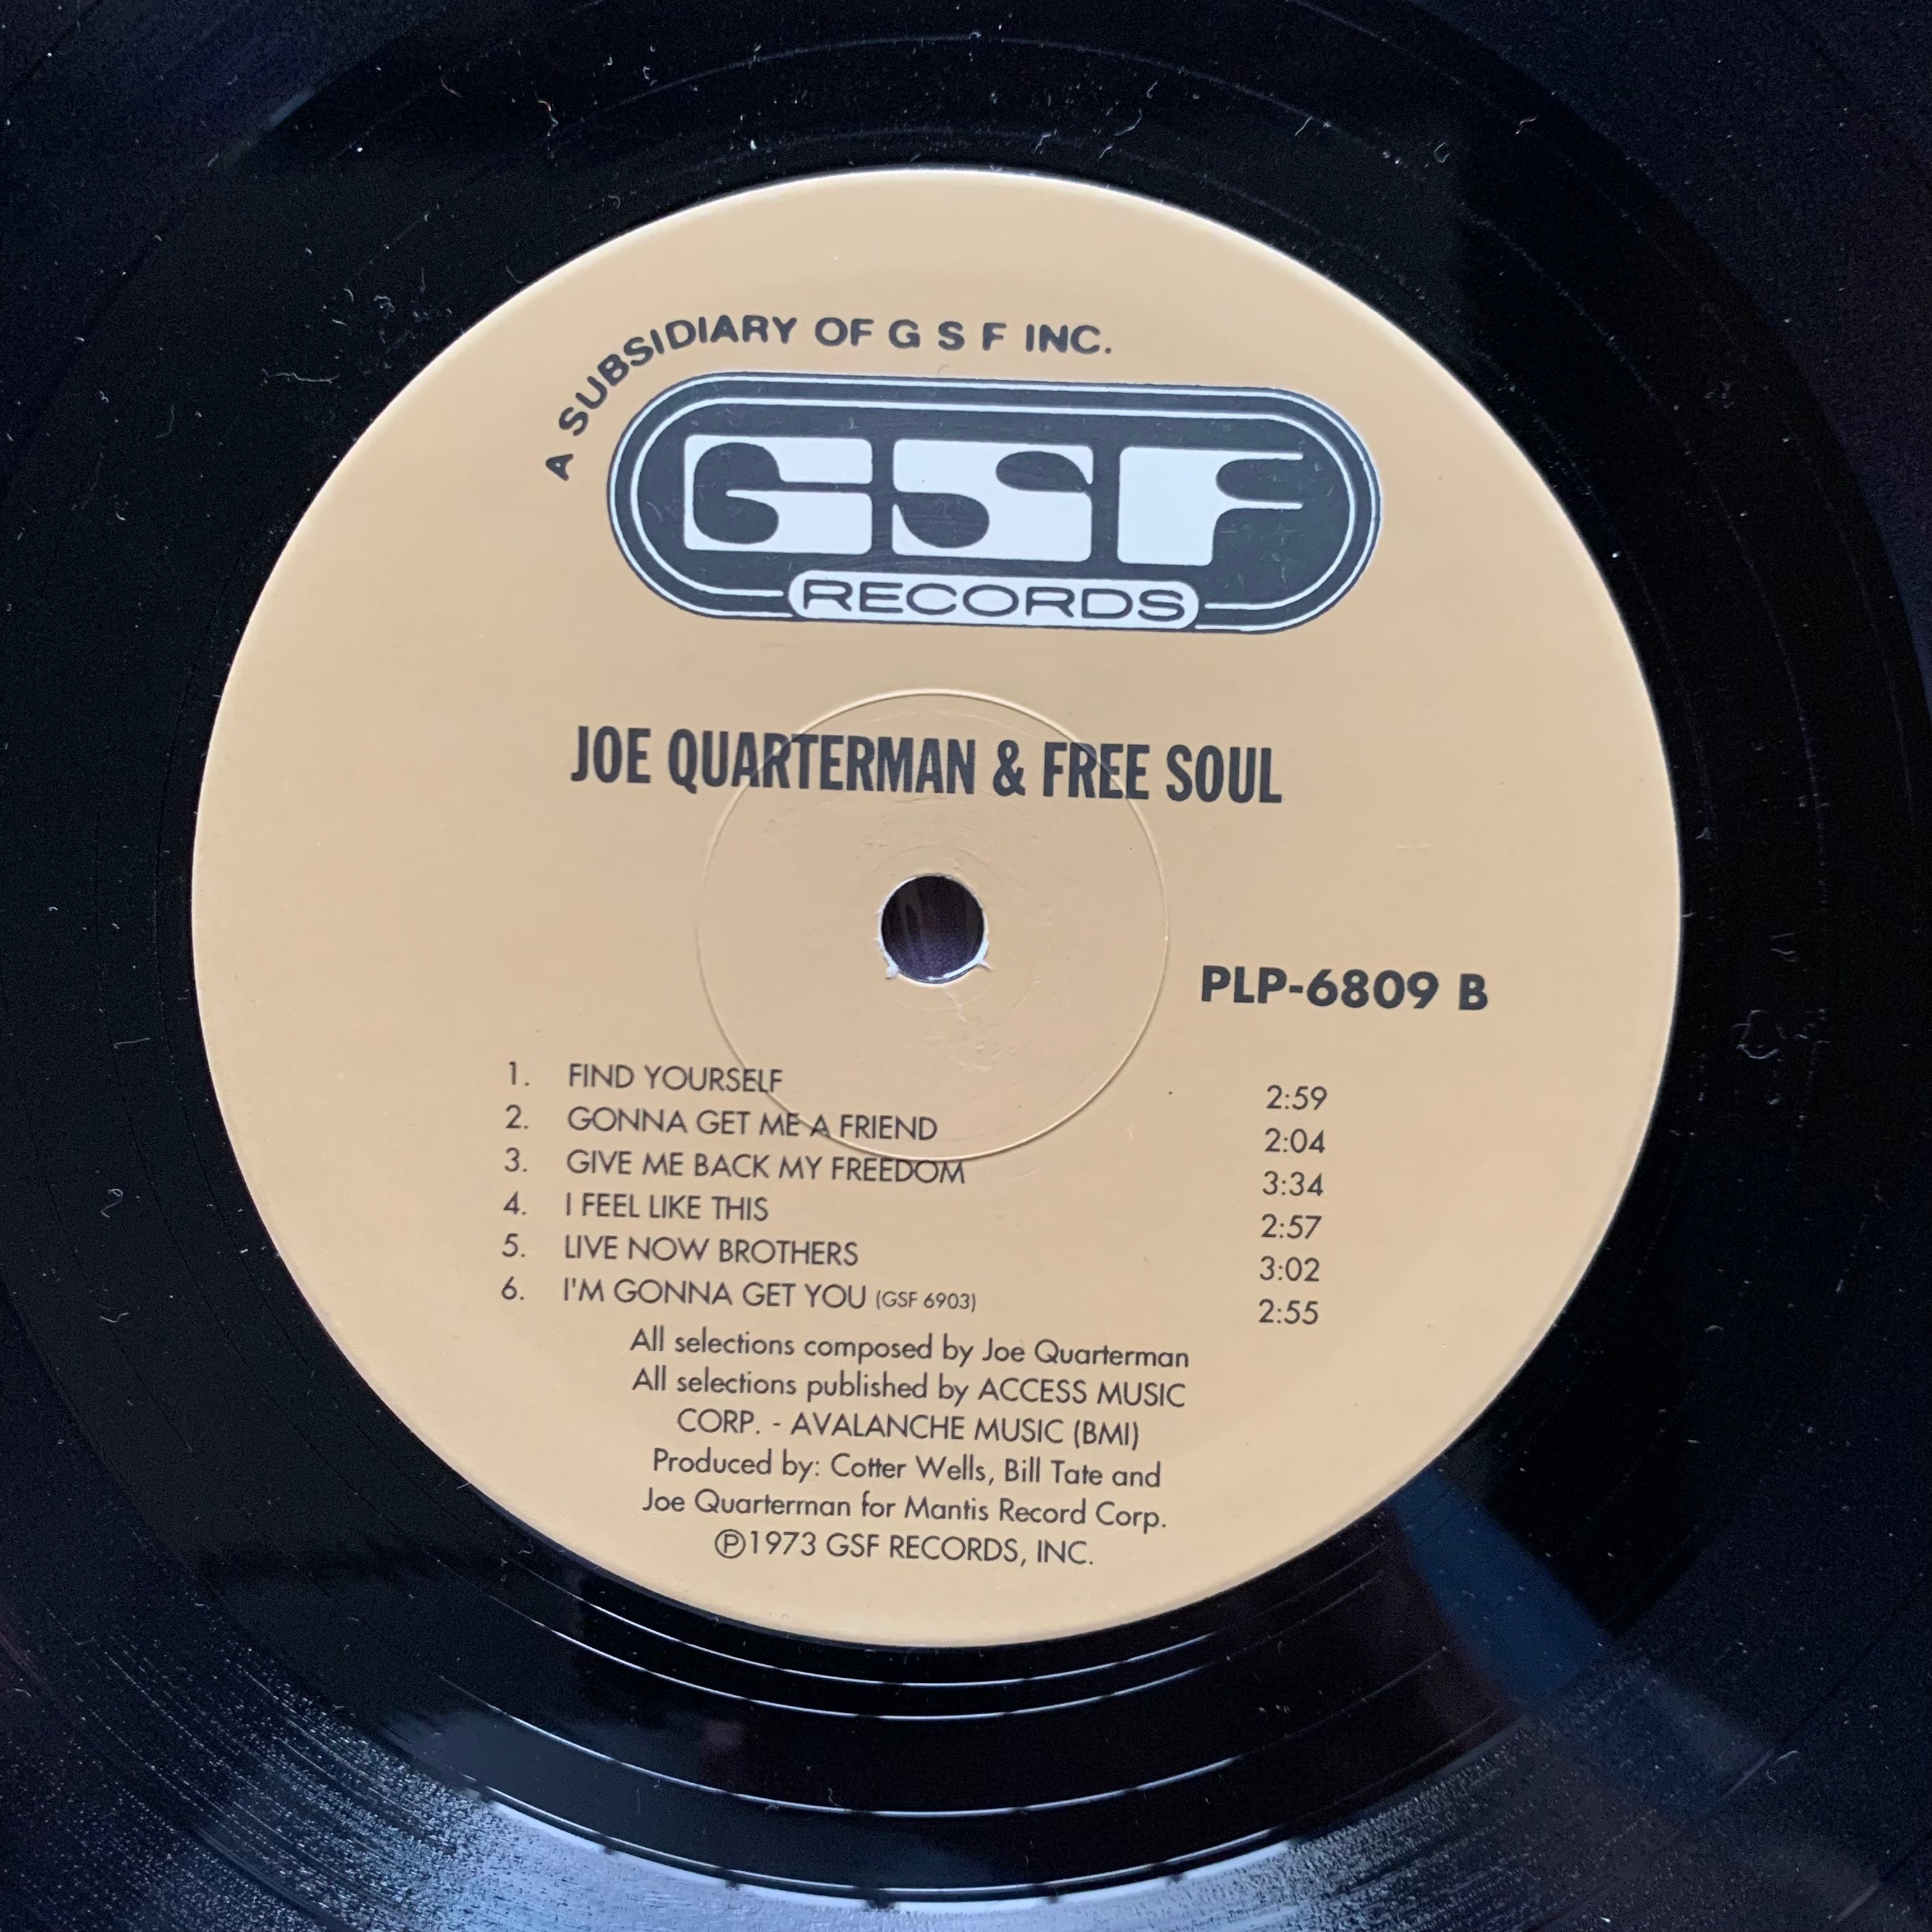 A SUBSIDIARY OF G S F INC.
GSF
RECORDS
JOE QUARTERMAN & FREE SOUL
PLP-6809 B
1. FIND YOURSELF 2:59
2. GONNA GET ME A FRIEND 2:04
3. GIVE ME BACK MY FREEDOM 3:34
4. I FEEL LIKE THIS 2:57
5. LIVE NOW BROTHERS 3:02
6. I'M GONNA GET YOU (GSF 6903) 2:55
All selections composed by Joe Quarterman
All selections published by ACCESS MUSIC
CORP. - AVALANCHE MUSIC (BMI)
Produced by: Cotter Wells, Bill Tate and
Joe Quarterman for Mantis Record Corp.
Ⓟ1973 GSF RECORDS, INC.